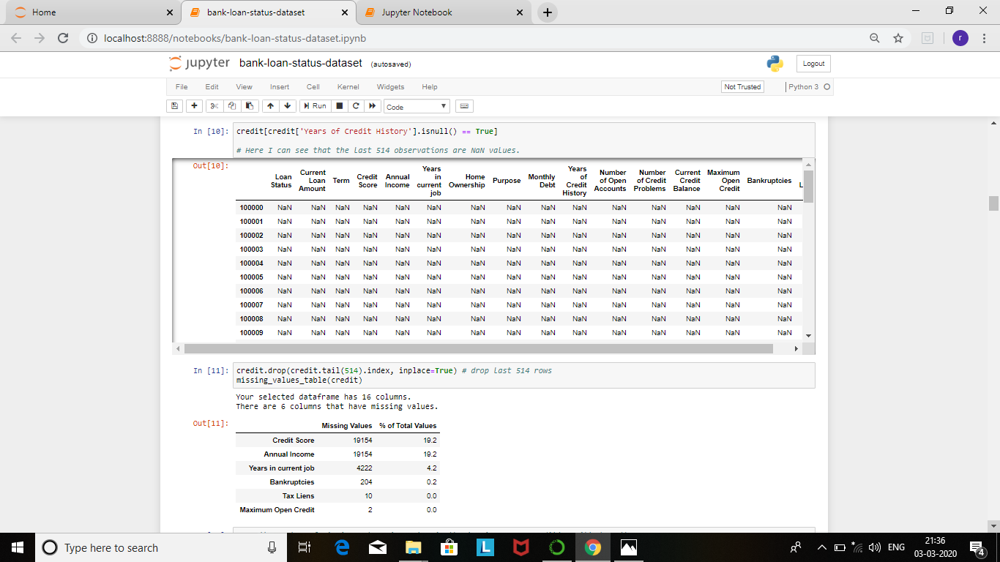 Home
bank-loan-status-dataset
Jupyter Notebook
localhost:8888/notebooks/bank-loan-status-dataset.ipynb
r
jupyter bank-loan-status-dataset (autosaved)
Logout
File Edit View Insert Cell Kernel Widgets Help
Not Trusted
Python 3
Run
Code
In [10]: credit[credit['Years of Credit History'].isnull() == True]
# Here I can see that the last 514 observations are NaN values.
Out[10]:
Loan Status Current Loan Amount Term Credit Score Annual Income Years in current job Home Ownership Purpose Monthly Debt Years of Credit History Number of Open Accounts Number of Credit Problems Current Credit Balance Maximum Open Credit Bankruptcies L
100000 NaN NaN NaN NaN NaN NaN NaN NaN NaN NaN NaN NaN NaN NaN NaN
100001 NaN NaN NaN NaN NaN NaN NaN NaN NaN NaN NaN NaN NaN NaN NaN
100002 NaN NaN NaN NaN NaN NaN NaN NaN NaN NaN NaN NaN NaN NaN NaN
100003 NaN NaN NaN NaN NaN NaN NaN NaN NaN NaN NaN NaN NaN NaN NaN
100004 NaN NaN NaN NaN NaN NaN NaN NaN NaN NaN NaN NaN NaN NaN NaN
100005 NaN NaN NaN NaN NaN NaN NaN NaN NaN NaN NaN NaN NaN NaN NaN
100006 NaN NaN NaN NaN NaN NaN NaN NaN NaN NaN NaN NaN NaN NaN NaN
100007 NaN NaN NaN NaN NaN NaN NaN NaN NaN NaN NaN NaN NaN NaN NaN
100008 NaN NaN NaN NaN NaN NaN NaN NaN NaN NaN NaN NaN NaN NaN NaN
100009 NaN NaN NaN NaN NaN NaN NaN NaN NaN NaN NaN NaN NaN NaN NaN
In [11]: credit.drop(credit.tail(514).index, inplace=True) # drop last 514 rows
missing_values_table(credit)
Your selected dataframe has 16 columns.
There are 6 columns that have missing values.
Out[11]:
Missing Values % of Total Values
Credit Score 19154 19.2
Annual Income 19154 19.2
Years in current job 4222 4.2
Bankruptcies 204 0.2
Tax Liens 10 0.0
Maximum Open Credit 2 0.0
Type here to search
L
ENG
21:36
03-03-2020
4